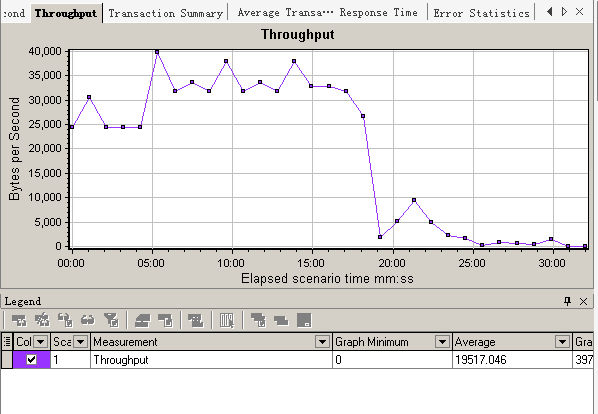 ond Throughput Transaction Summary Average Transa··· Response Time Error Statistics
Throughput
40,000
35,000
30,000
25,000
20,000
15,000
10,000
5,000
0
Bytes per Second
00:00 05:00 10:00 15:00 20:00 25:00 30:00
Elapsed scenario time mm:ss
Legend
Col Sca Measurement Graph Minimum Average Gra
1 Throughput 0 19517.046 397